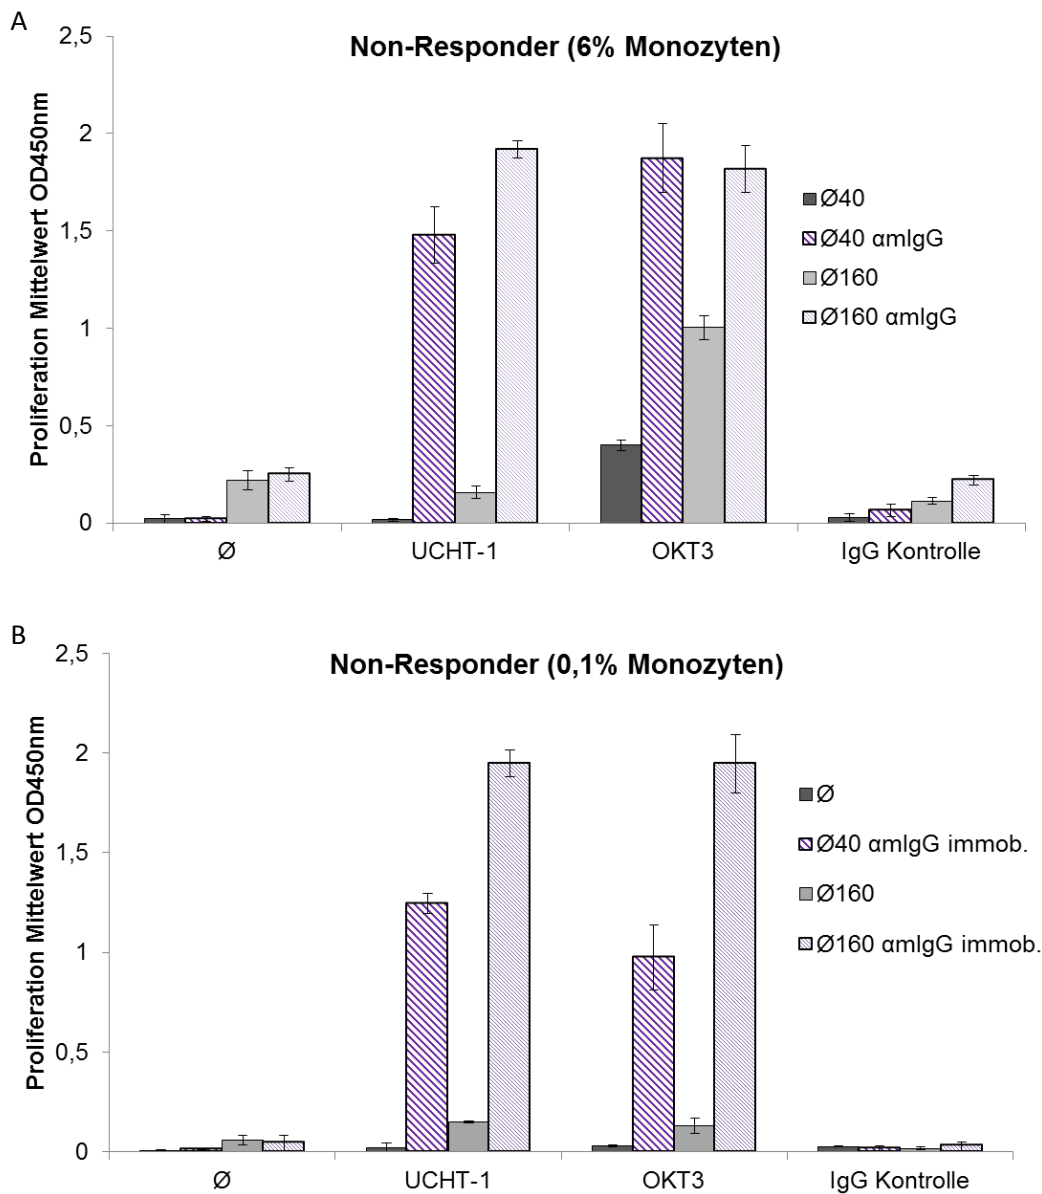 A
Non-Responder (6% Monozyten)
Proliferation Mittelwert OD450nm
2,5
2
1,5
1
0,5
0
Ø
UCHT-1
OKT3
IgG Kontrolle
Ø40
Ø40 αmIgG
Ø160
Ø160 αmIgG
B
Non-Responder (0,1% Monozyten)
Proliferation Mittelwert OD450nm
2,5
2
1,5
1
0,5
0
Ø
UCHT-1
OKT3
IgG Kontrolle
Ø
Ø40 αmIgG immob.
Ø160
Ø160 αmIgG immob.